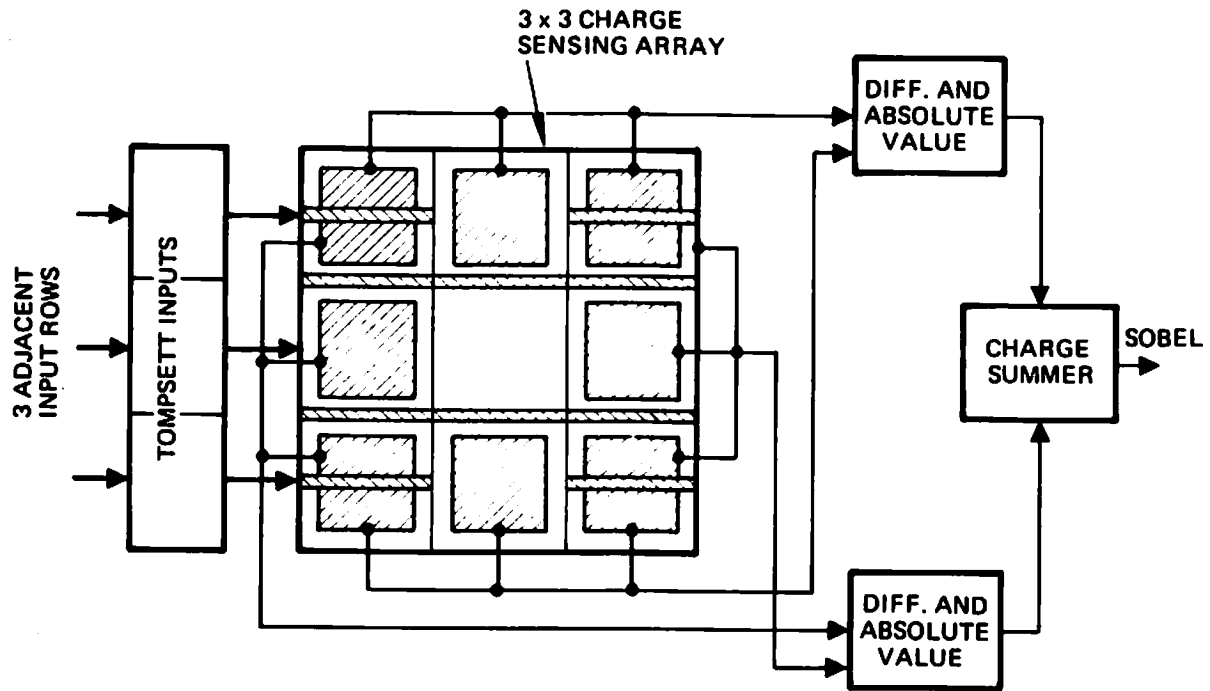 3 x 3 CHARGE
SENSING ARRAY
DIFF. AND
ABSOLUTE
VALUE
3 ADJACENT
INPUT ROWS
TOMPSETT INPUTS
CHARGE
SUMMER
SOBEL
DIFF. AND
ABSOLUTE
VALUE